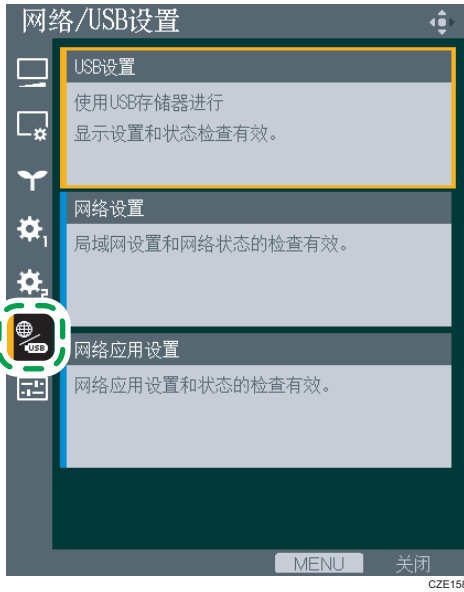 网络/USB设置
USB设置
使用USB存储器进行
显示设置和状态检查有效。
网络设置
局域网设置和网络状态的检查有效。
1
2
USB
网络应用设置
网络应用设置和状态的检查有效。
MENU 关闭
CZE158